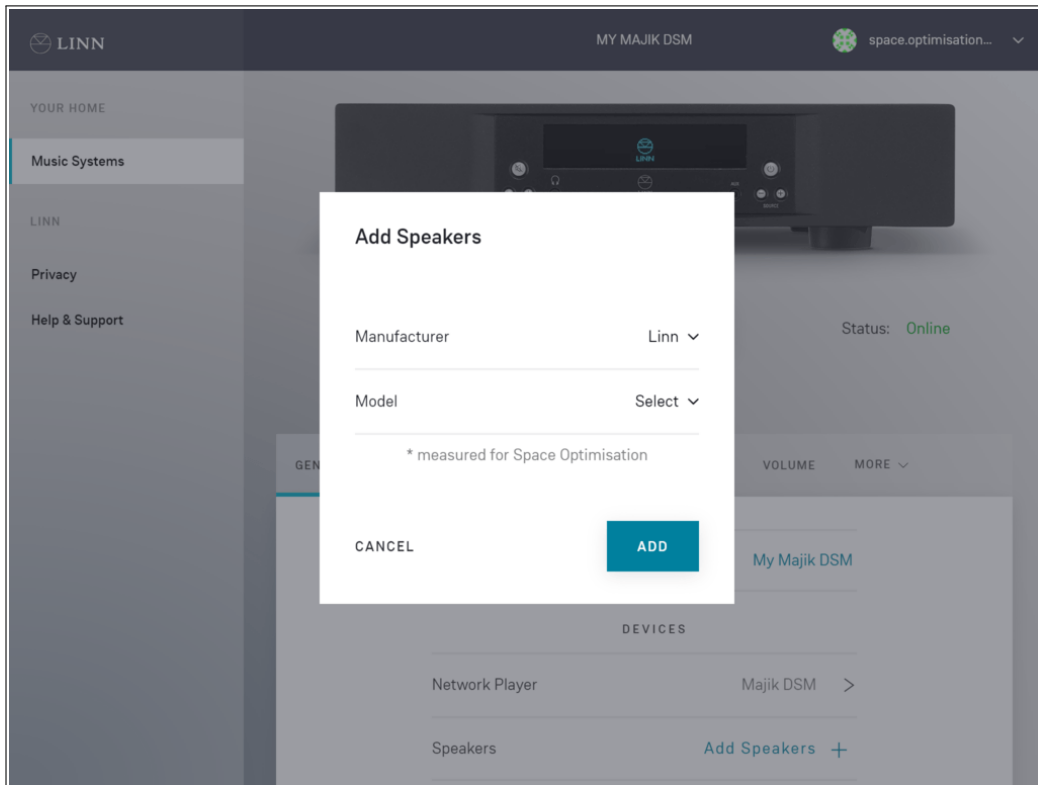 LINN
MY MAJIK DSM
space.optimisation...
YOUR HOME
Music Systems
LINN
Privacy
Help & Support
LINN
Status: Online
Add Speakers
Manufacturer
Linn
Model
Select
* measured for Space Optimisation
CANCEL
ADD
GEN
VOLUME
MORE
My Majik DSM
DEVICES
Network Player
Majik DSM
Speakers
Add Speakers +